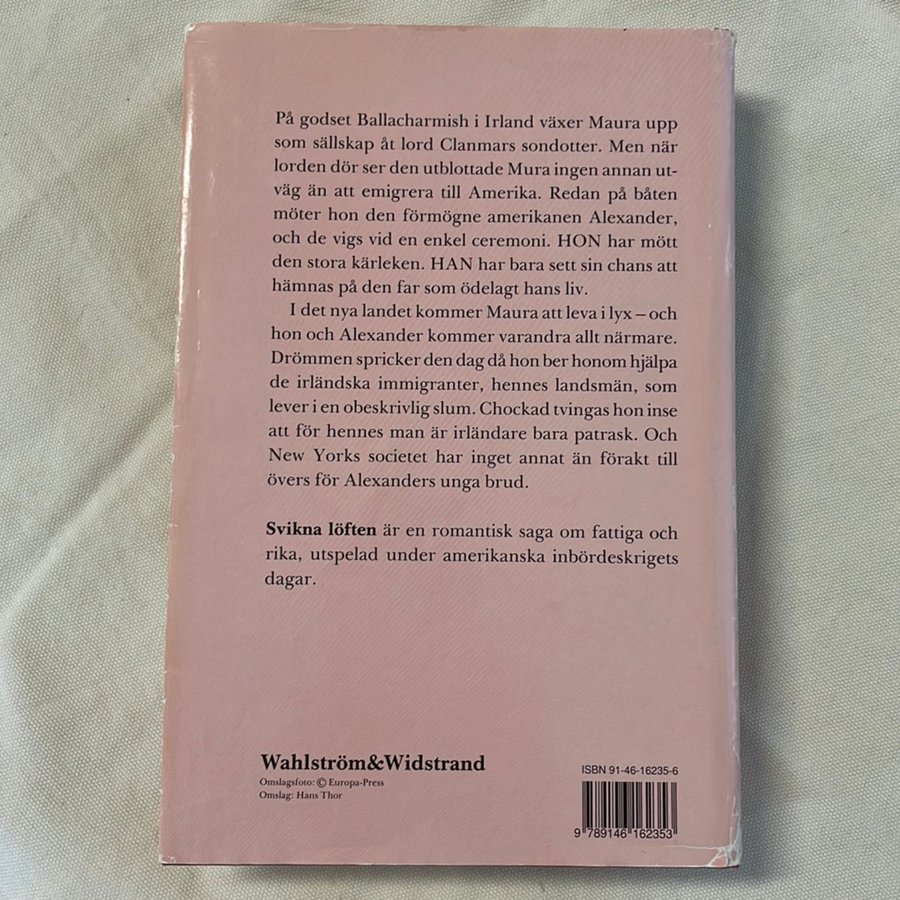 På godset Ballacharmish i Irland växer Maura upp
som sällskap åt lord Clanmars sondotter. Men när
lorden dör ser den utblottade Mura ingen annan ut-
väg än att emigrera till Amerika. Redan på båten
möter hon den förmögne amerikanen Alexander,
och de vigs vid en enkel ceremoni. HON har mött
den stora kärleken. HAN har bara sett sin chans att
hämnas på den far som ödelagt hans liv.
I det nya landet kommer Maura att leva i lyx – och
hon och Alexander kommer varandra allt närmare.
Drömmen spricker den dag då hon ber honom hjälpa
de irländska immigranter, hennes landsmän, som
lever i en obeskrivlig slum. Chockad tvingas hon inse
att för hennes man är irländare bara patrask. Och
New Yorks societet har inget annat än förakt till
övers för Alexanders unga brud.
Svikna löften är en romantisk saga om fattiga och
rika, utspelad under amerikanska inbördeskrigets
dagar.
Wahlström&Widstrand
Omslagsfoto: © Europa-Press
Omslag: Hans Thor
ISBN 91-46-16235-6
9 789146 162353